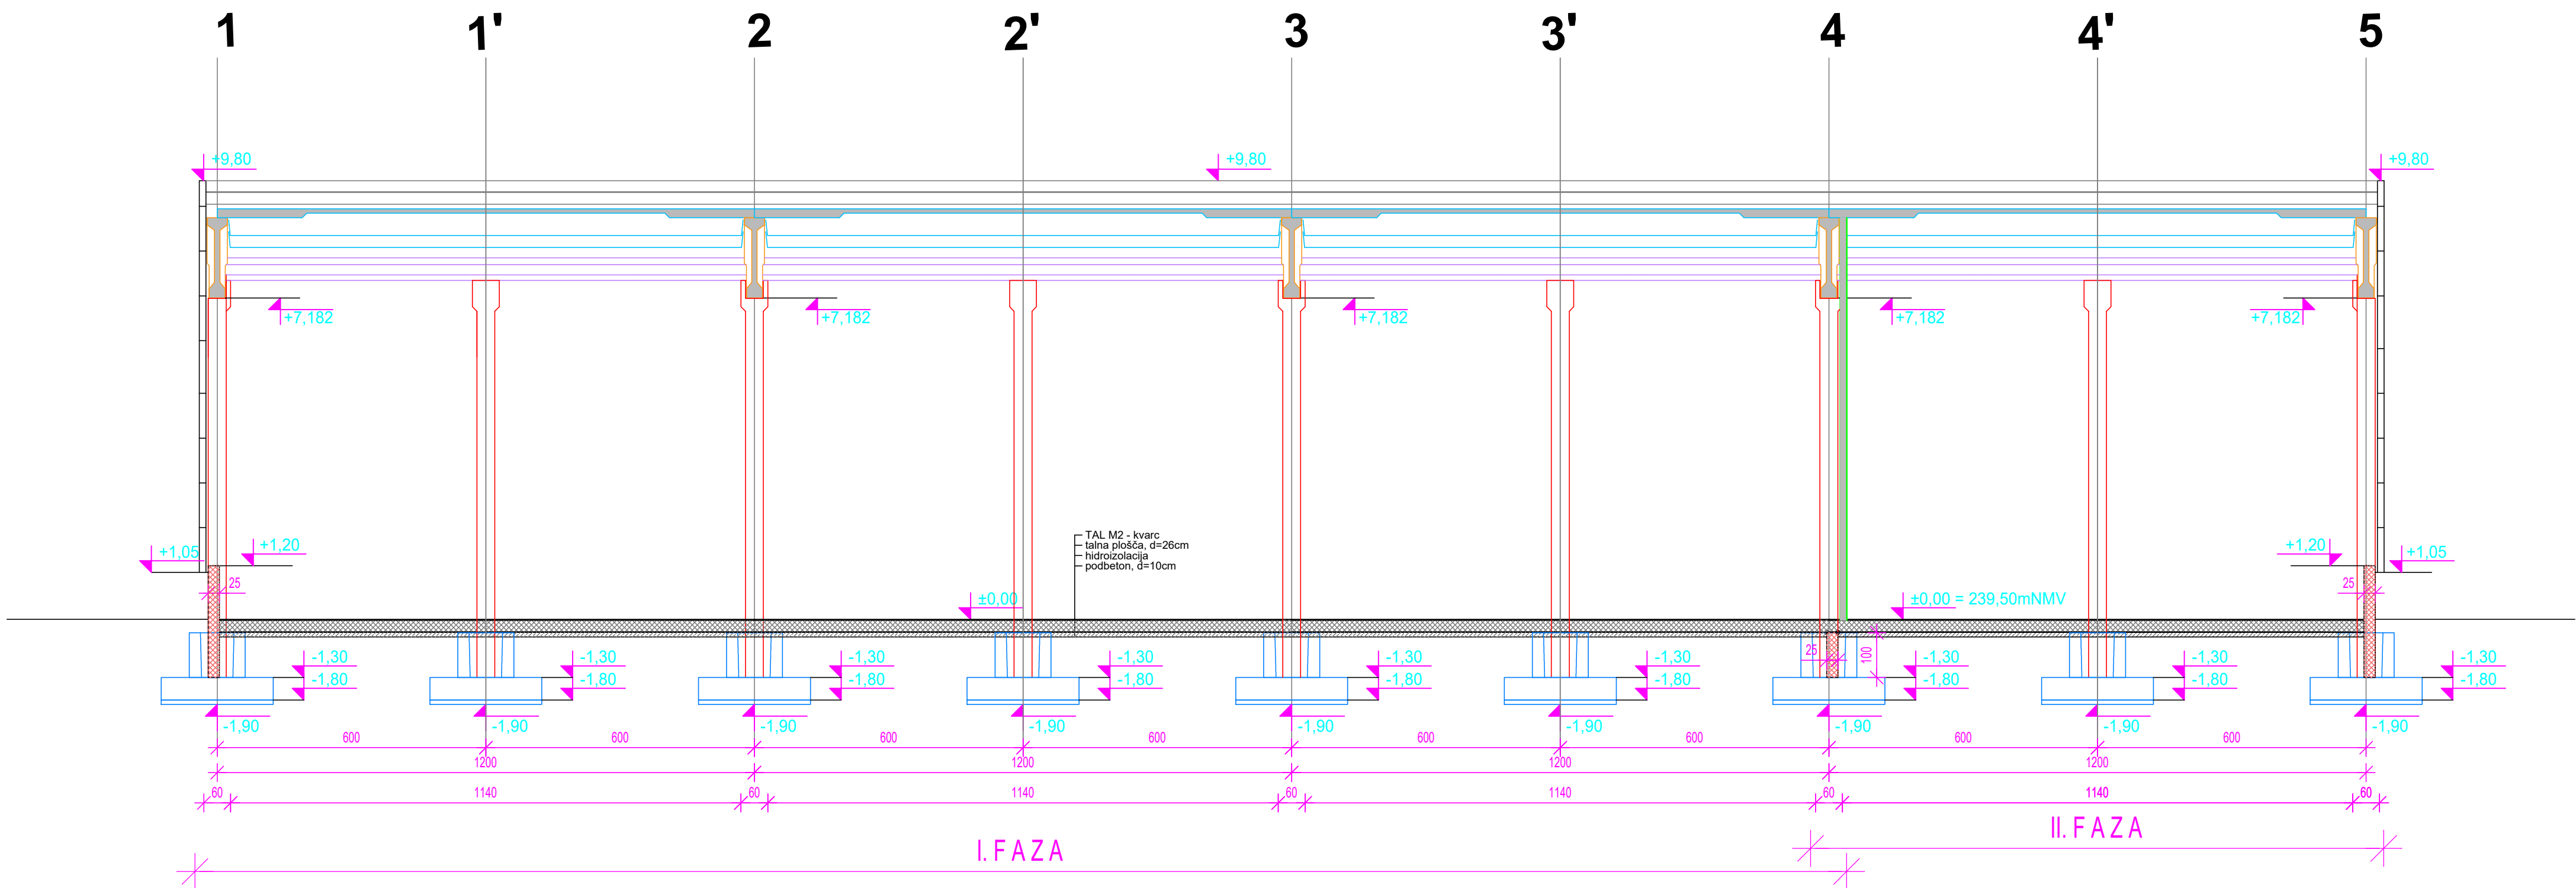 1 1' 2 2' 3 3' 4 4' 5
+9,80 +9,80 +9,80
+7,182 +7,182 +7,182 +7,182 +7,182
TAL M2 - kvarc
talna plošča, d=26cm
hidroizolacija
podbeton, d=10cm
+1,05 +1,20 +1,20 +1,05
25 25
±0,00 ±0,00 = 239,50mNMV
25 100
-1,30 -1,30 -1,30 -1,30 -1,30 -1,30 -1,30 -1,30 -1,30
-1,80 -1,80 -1,80 -1,80 -1,80 -1,80 -1,80 -1,80 -1,80
-1,90 -1,90 -1,90 -1,90 -1,90 -1,90 -1,90 -1,90 -1,90
600 600 600 600 600 600 600 600
1200 1200 1200 1200
60 1140 60 1140 60 1140 60 1140 60
II. FAZA
I. FAZA